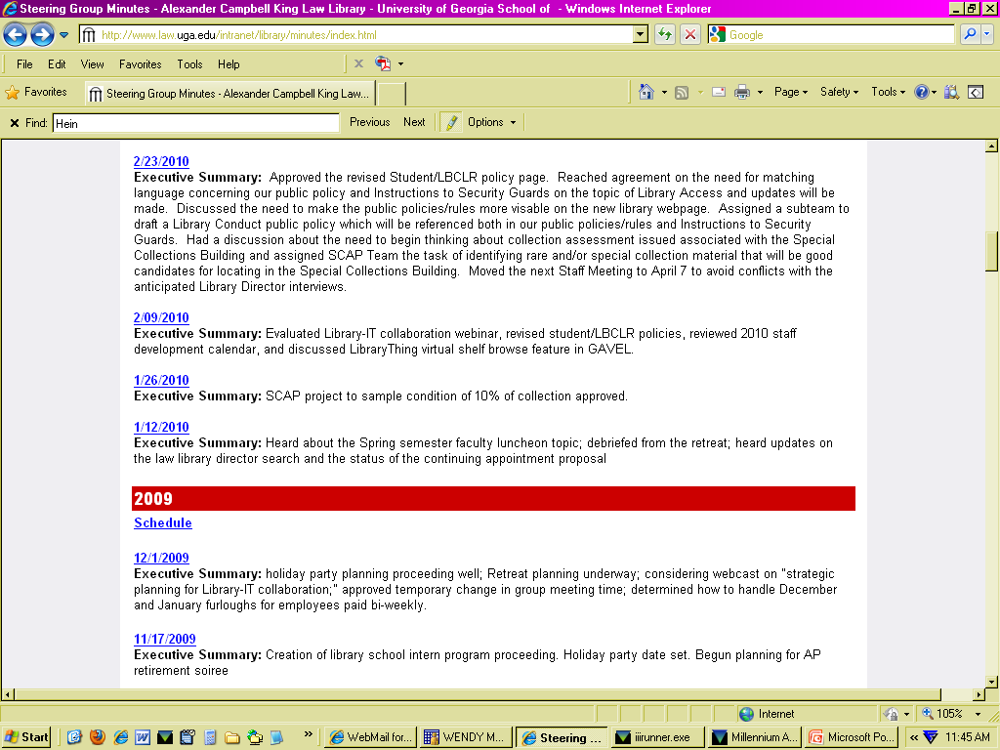 Steering Group Minutes - Alexander Campbell King Law Library - University of Georgia School of - Windows Internet Explorer
http://www.law.uga.edu/intranet/library/minutes/index.html
Google
File Edit View Favorites Tools Help
Favorites Steering Group Minutes - Alexander Campbell King Law... Page Safety Tools
Find: Hein Previous Next Options
2/23/2010
Executive Summary: Approved the revised Student/LBCLR policy page. Reached agreement on the need for matching
language concerning our public policy and Instructions to Security Guards on the topic of Library Access and updates will be
made. Discussed the need to make the public policies/rules more visable on the new library webpage. Assigned a subteam to
draft a Library Conduct public policy which will be referenced both in our public policies/rules and Instructions to Security
Guards. Had a discussion about the need to begin thinking about collection assessment issued associated with the Special
Collections Building and assigned SCAP Team the task of identifying rare and/or special collection material that will be good
candidates for locating in the Special Collections Building. Moved the next Staff Meeting to April 7 to avoid conflicts with the
anticipated Library Director interviews.
2/09/2010
Executive Summary: Evaluated Library-IT collaboration webinar, revised student/LBCLR policies, reviewed 2010 staff
development calendar, and discussed LibraryThing virtual shelf browse feature in GAVEL.
1/26/2010
Executive Summary: SCAP project to sample condition of 10% of collection approved.
1/12/2010
Executive Summary: Heard about the Spring semester faculty luncheon topic; debriefed from the retreat; heard updates on
the law library director search and the status of the continuing appointment proposal
2009
Schedule
12/1/2009
Executive Summary: holiday party planning proceeding well; Retreat planning underway; considering webcast on "strategic
planning for Library-IT collaboration;" approved temporary change in group meeting time; determined how to handle December
and January furloughs for employees paid bi-weekly.
11/17/2009
Executive Summary: Creation of library school intern program proceeding. Holiday party date set. Begun planning for AP
retirement soiree
Internet 105%
Start » WebMail for... WENDY M... Steering ... iiirunner.exe Millennium A... Microsoft Po... « 11:45 AM